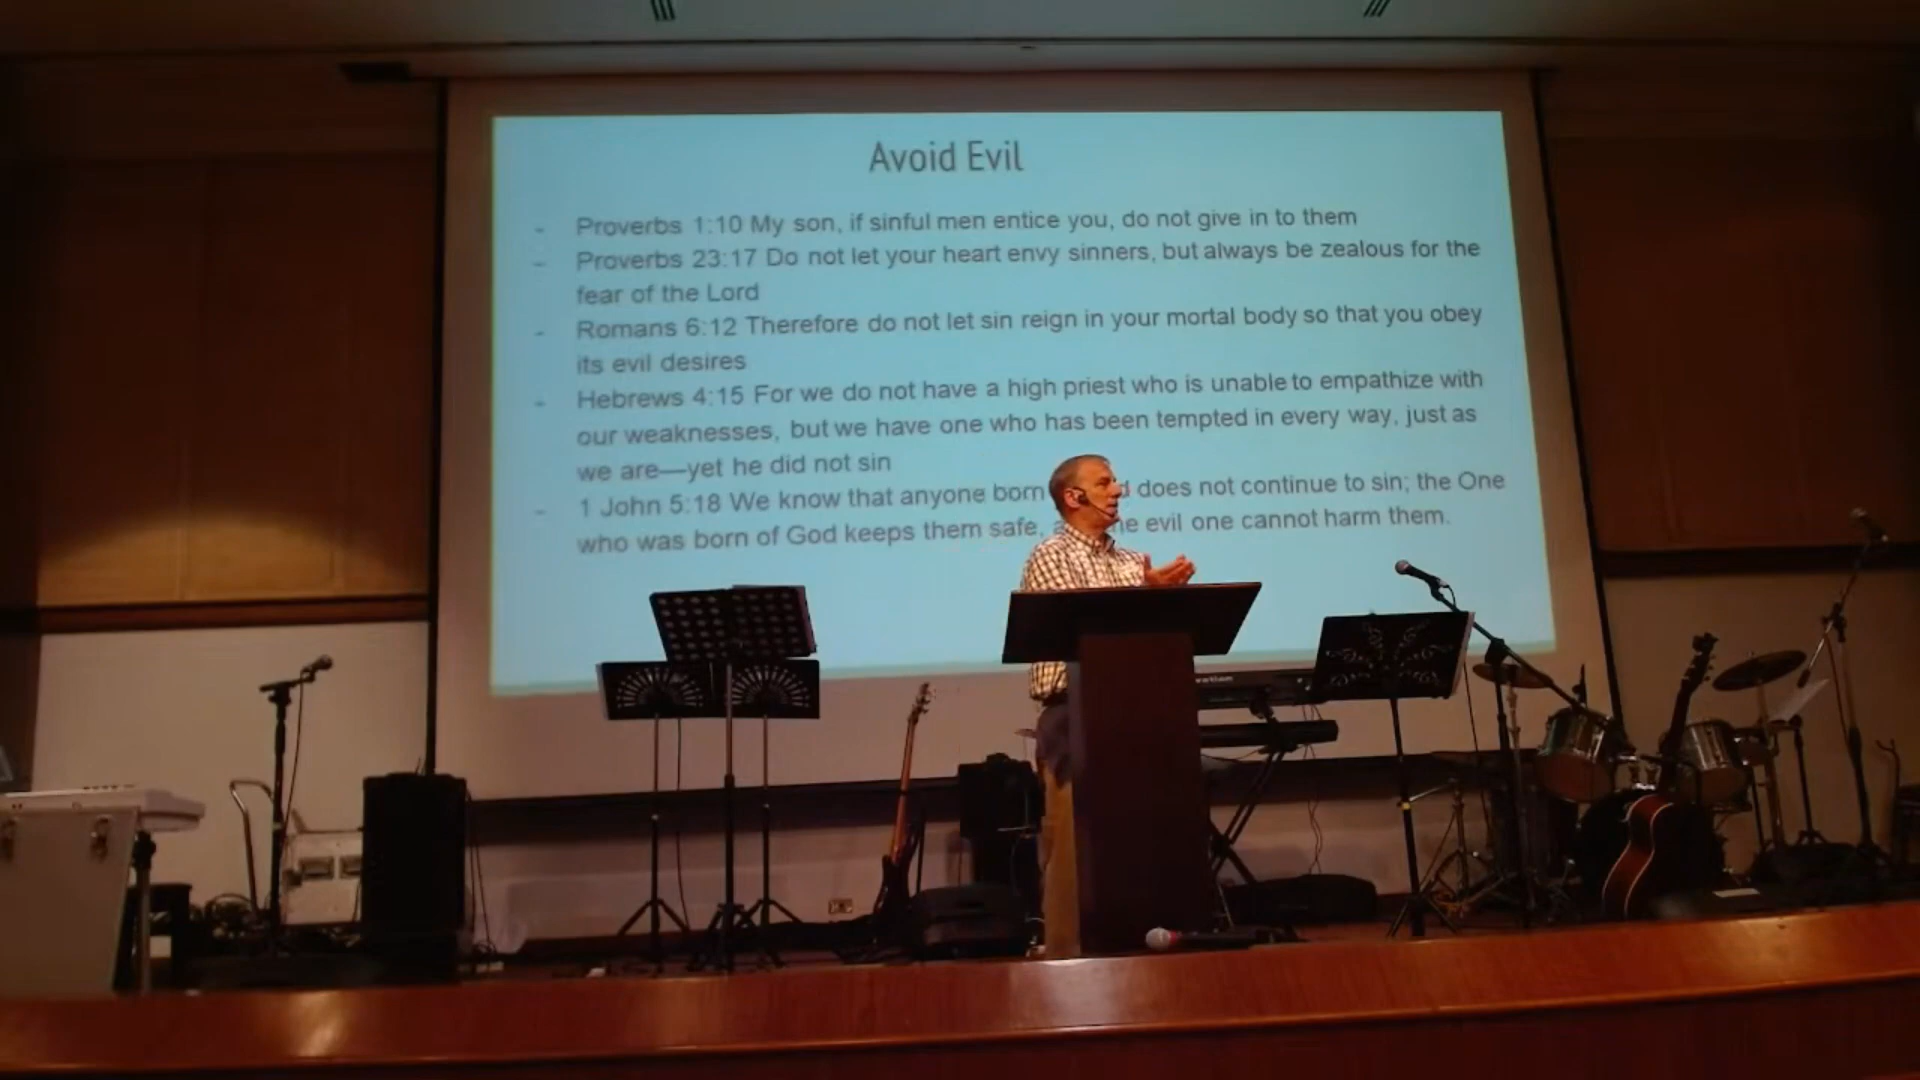 Avoid Evil
- Proverbs 1:10 My son, if sinful men entice you, do not give in to them
- Proverbs 23:17 Do not let your heart envy sinners, but always be zealous for the
fear of the Lord
- Romans 6:12 Therefore do not let sin reign in your mortal body so that you obey
its evil desires
- Hebrews 4:15 For we do not have a high priest who is unable to empathize with
our weaknesses, but we have one who has been tempted in every way, just as
we are—yet he did not sin
- 1 John 5:18 We know that anyone born does not continue to sin; the One
who was born of God keeps them safe, evil one cannot harm them.